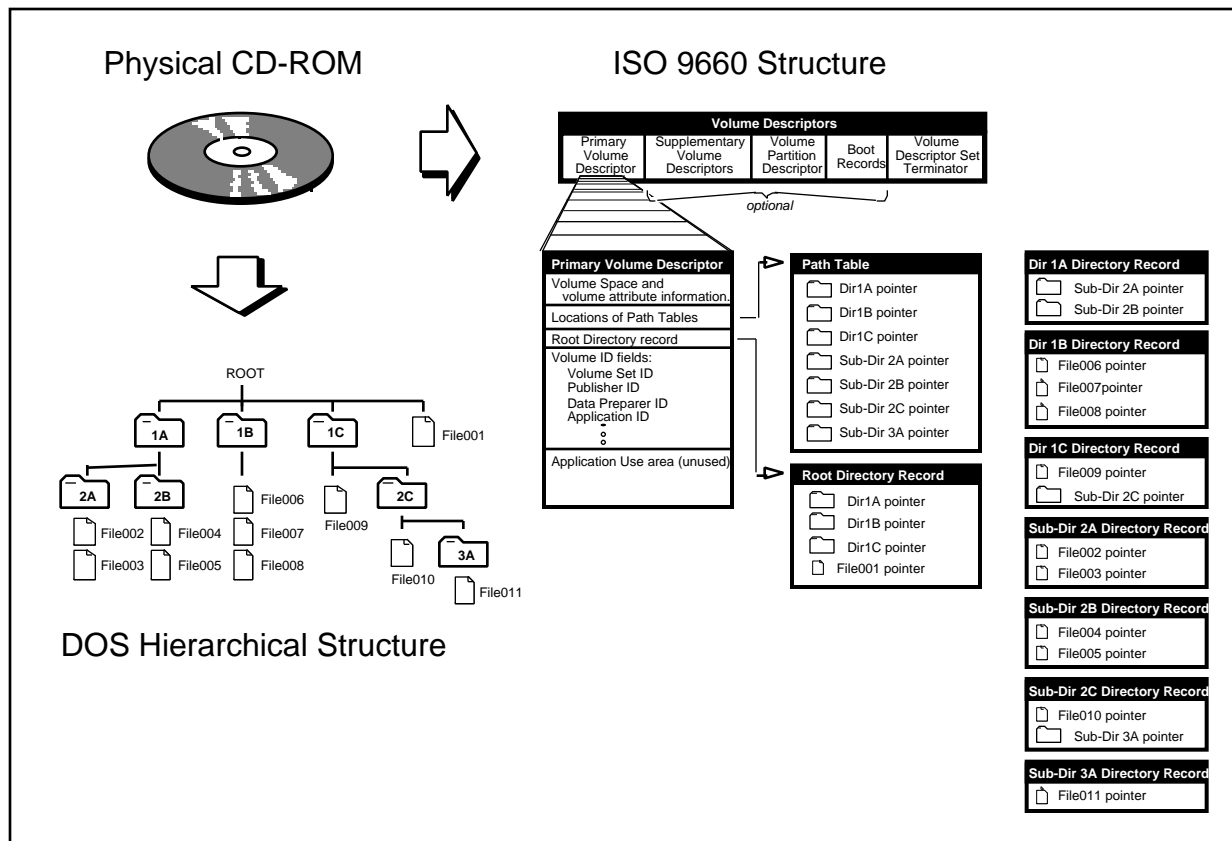 Physical CD-ROM
ISO 9660 Structure
Volume Descriptors
Primary
Volume
Descriptor
Supplementary
Volume
Descriptors
Volume
Partition
Descriptor
Boot
Records
Volume
Descriptor Set
Terminator
optional
Primary Volume Descriptor
Volume Space and
volume attribute information.
Locations of Path Tables
Root Directory record
Volume ID fields:
Volume Set ID
Publisher ID
Data Preparer ID
Application ID
Application Use area (unused)
Path Table
Dir1A pointer
Dir1B pointer
Dir1C pointer
Sub-Dir 2A pointer
Sub-Dir 2B pointer
Sub-Dir 2C pointer
Sub-Dir 3A pointer
Root Directory Record
Dir1A pointer
Dir1B pointer
Dir1C pointer
File001 pointer
Dir 1A Directory Record
Sub-Dir 2A pointer
Sub-Dir 2B pointer
Dir 1B Directory Record
File006 pointer
File007pointer
File008 pointer
Dir 1C Directory Record
File009 pointer
Sub-Dir 2C pointer
Sub-Dir 2A Directory Record
File002 pointer
File003 pointer
Sub-Dir 2B Directory Record
File004 pointer
File005 pointer
Sub-Dir 2C Directory Record
File010 pointer
Sub-Dir 3A pointer
Sub-Dir 3A Directory Record
File011 pointer
ROOT
1A
1B
1C
File001
2A
2B
File006
2C
File009
File002
File004
File007
File003
File005
File008
3A
File010
File011
DOS Hierarchical Structure